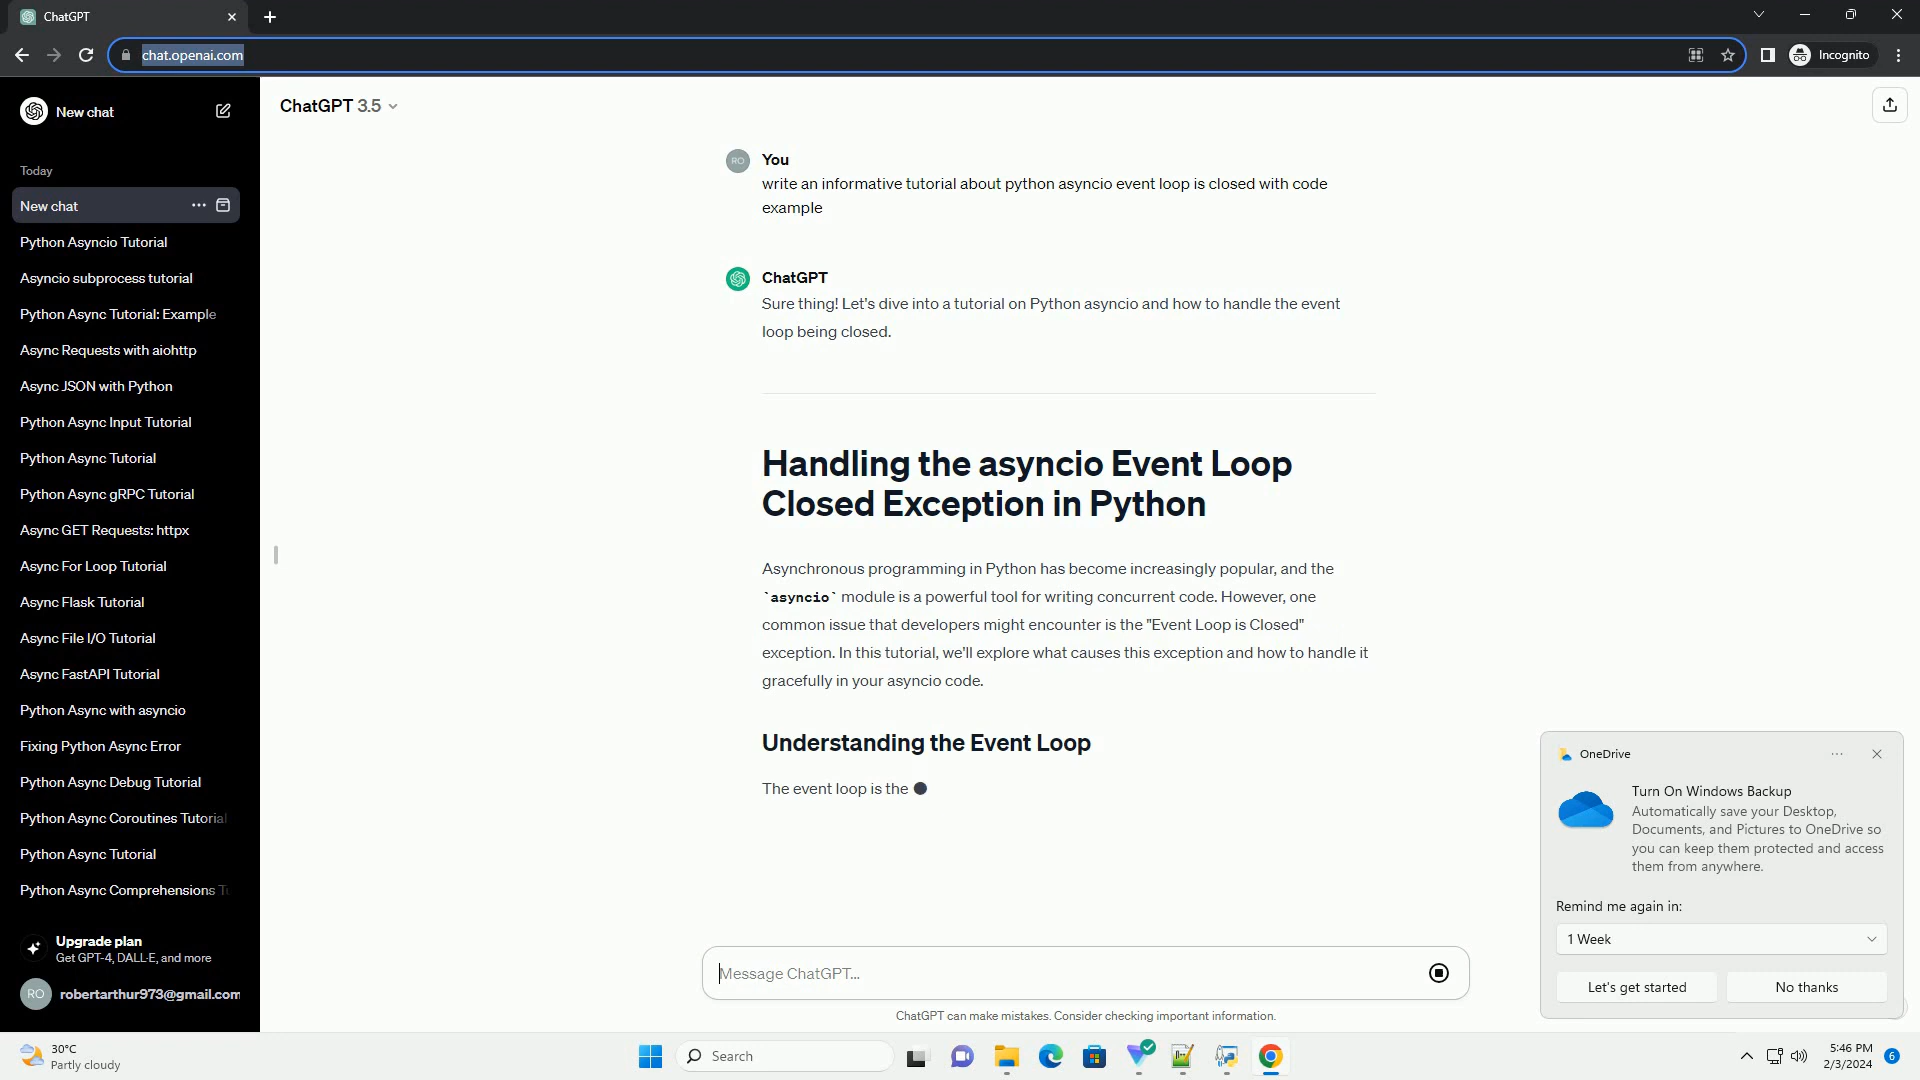 ChatGPT
chat.openai.com
Incognito
New chat
Today
New chat
Python Asyncio Tutorial
Asyncio subprocess tutorial
Python Async Tutorial: Example
Async Requests with aiohttp
Async JSON with Python
Python Async Input Tutorial
Python Async Tutorial
Python Async gRPC Tutorial
Async GET Requests: httpx
Async For Loop Tutorial
Async Flask Tutorial
Async File I/O Tutorial
Async FastAPI Tutorial
Python Async with asyncio
Fixing Python Async Error
Python Async Debug Tutorial
Python Async Coroutines Tutorial
Python Async Tutorial
Python Async Comprehensions T
Upgrade plan
Get GPT-4, DALL·E, and more
RO
robertarthur973@gmail.com
ChatGPT 3.5
RO
You
write an informative tutorial about python asyncio event loop is closed with code
example
ChatGPT
Sure thing! Let's dive into a tutorial on Python asyncio and how to handle the event
loop being closed.
Handling the asyncio Event Loop
Closed Exception in Python
Asynchronous programming in Python has become increasingly popular, and the
`asyncio` module is a powerful tool for writing concurrent code. However, one
common issue that developers might encounter is the "Event Loop is Closed"
exception. In this tutorial, we'll explore what causes this exception and how to handle it
gracefully in your asyncio code.
Understanding the Event Loop
The event loop is the
Message ChatGPT...
ChatGPT can make mistakes. Consider checking important information.
OneDrive
Turn On Windows Backup
Automatically save your Desktop,
Documents, and Pictures to OneDrive so
you can keep them protected and access
them from anywhere.
Remind me again in:
1 Week
Let's get started
No thanks
30°C
Partly cloudy
Search
5:46 PM
2/3/2024
6